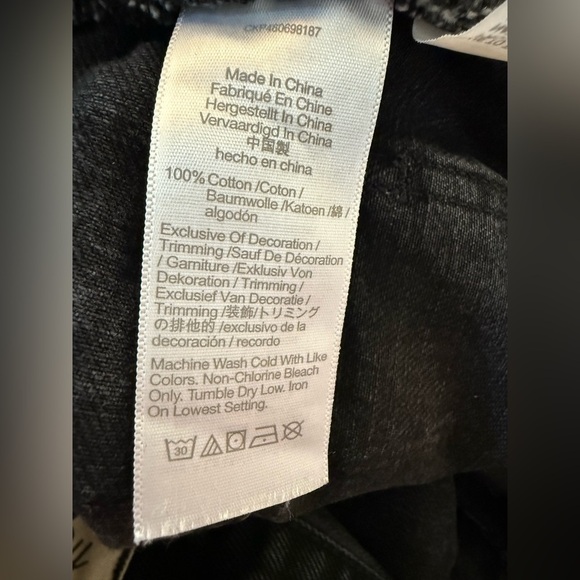 CKP460698187
Made In China
Fabriqué En Chine
Hergestellt In China
Vervaardigd In China
中国製
hecho en china
100% Cotton /Coton /
Baumwolle /Katoen /綿 /
algodón
Exclusive Of Decoration /
Trimming /Sauf De Décoration
/ Garniture /Exklusiv Von
Dekoration / Trimming /
Exclusief Van Decoratie /
Trimming /装飾/トリミング
の排他的 /exclusivo de la
decoración / recordo
Machine Wash Cold With Like
Colors. Non-Chlorine Bleach
Only. Tumble Dry Low. Iron
On Lowest Setting.
30